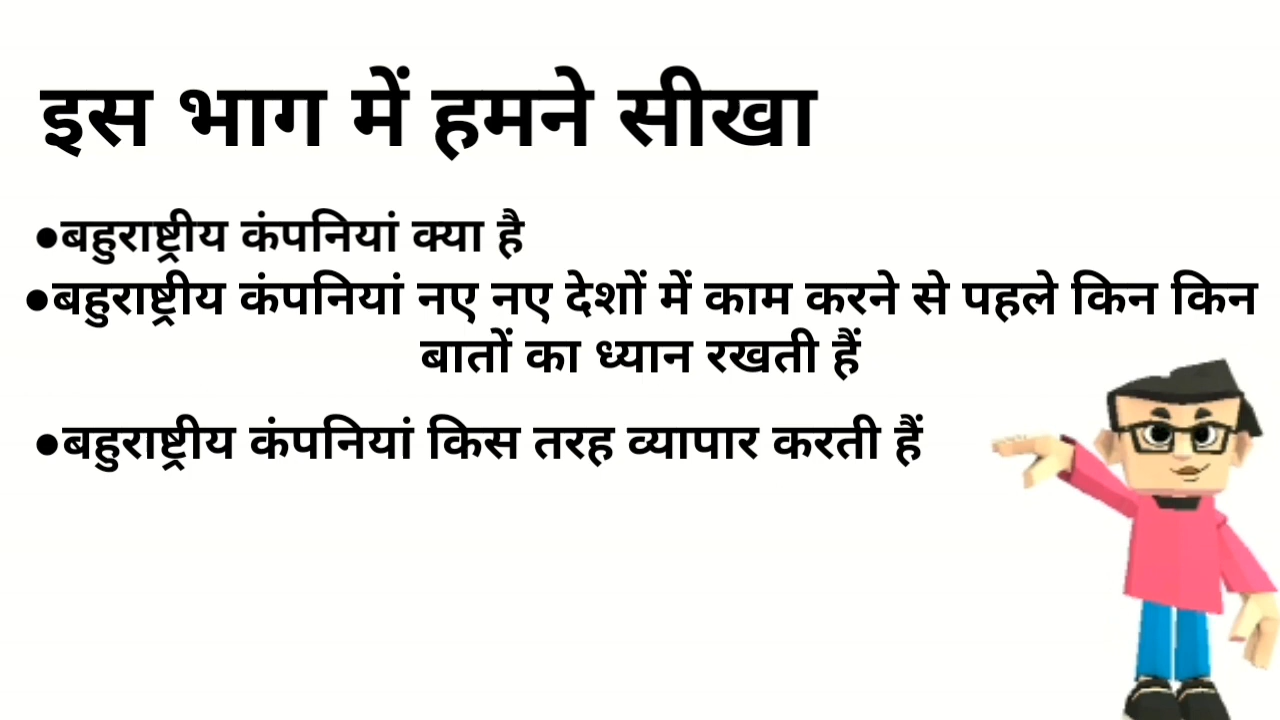 इस भाग में हमने सीखा
●बहुराष्ट्रीय कंपनियां क्या है
●बहुराष्ट्रीय कंपनियां नए नए देशों में काम करने से पहले किन किन
बातों का ध्यान रखती हैं
●बहुराष्ट्रीय कंपनियां किस तरह व्यापार करती हैं